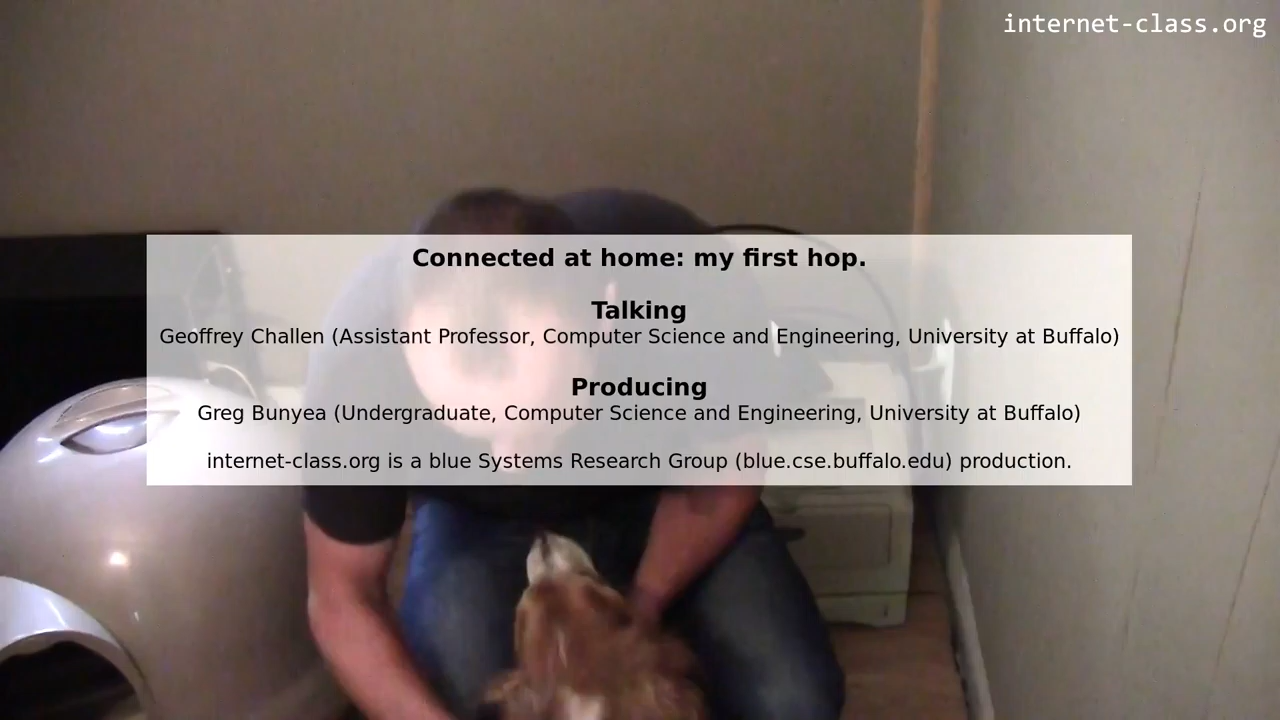 internet-class.org
Connected at home: my first hop.
Talking
Geoffrey Challen (Assistant Professor, Computer Science and Engineering, University at Buffalo)
Producing
Greg Bunyea (Undergraduate, Computer Science and Engineering, University at Buffalo)
internet-class.org is a blue Systems Research Group (blue.cse.buffalo.edu) production.